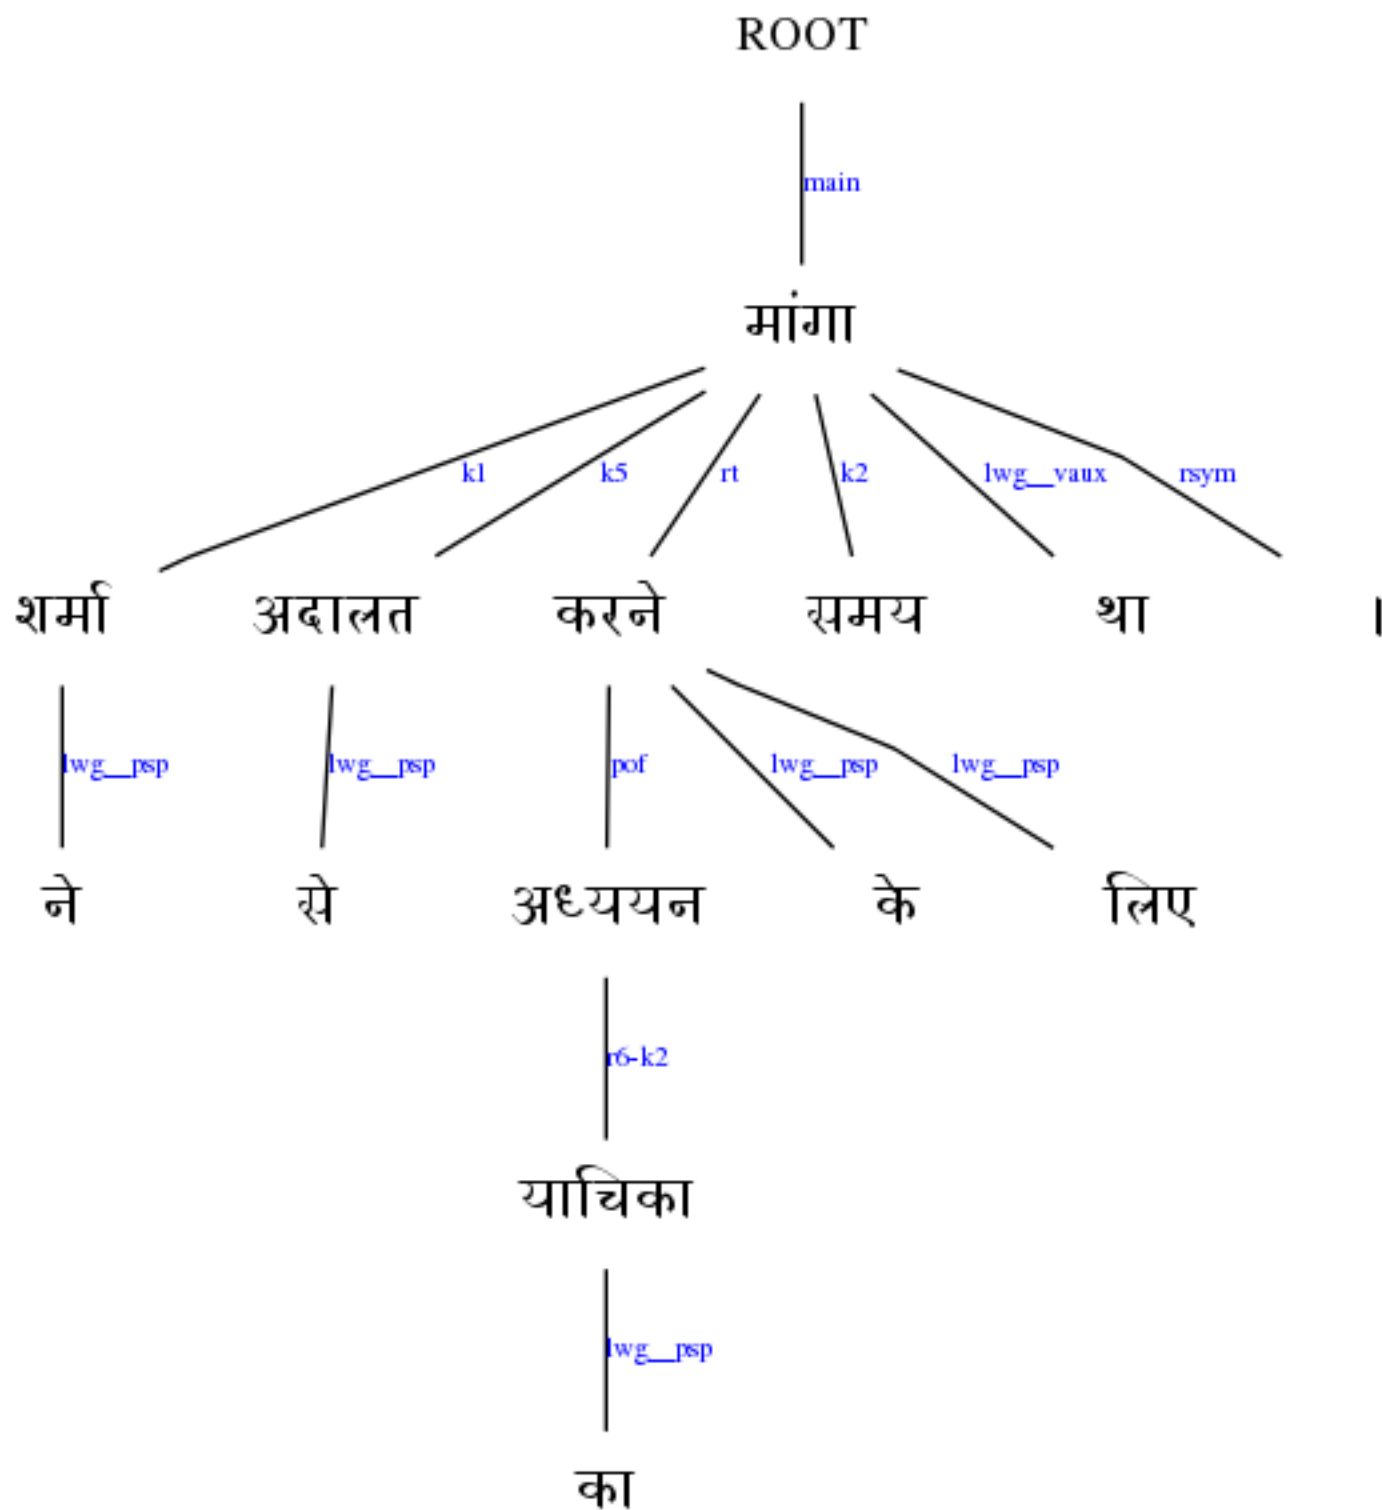 ROOT
main
मांगा
k1 k5 rt k2 lwg__vaux rsym
शर्मा अदालत करने समय था ।
lwg__psp lwg__psp pof lwg__psp lwg__psp
ने से अध्ययन के लिए
r6-k2
याचिका
lwg__psp
का